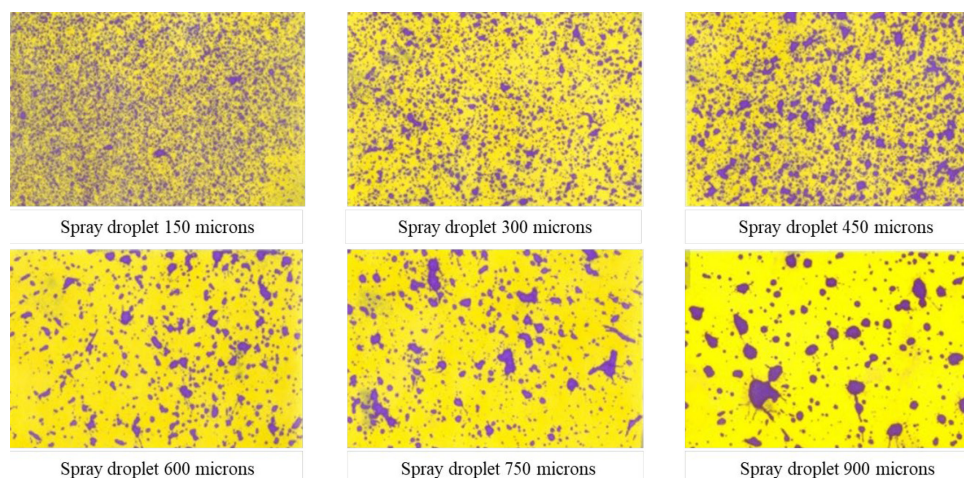 Spray droplet 150 microns
Spray droplet 300 microns
Spray droplet 450 microns
Spray droplet 600 microns
Spray droplet 750 microns
Spray droplet 900 microns